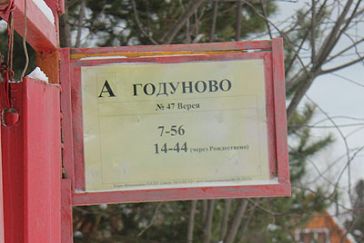 А ГОДУНОВО
№ 47 Верея
7-56
14-44 (через Рождествено)